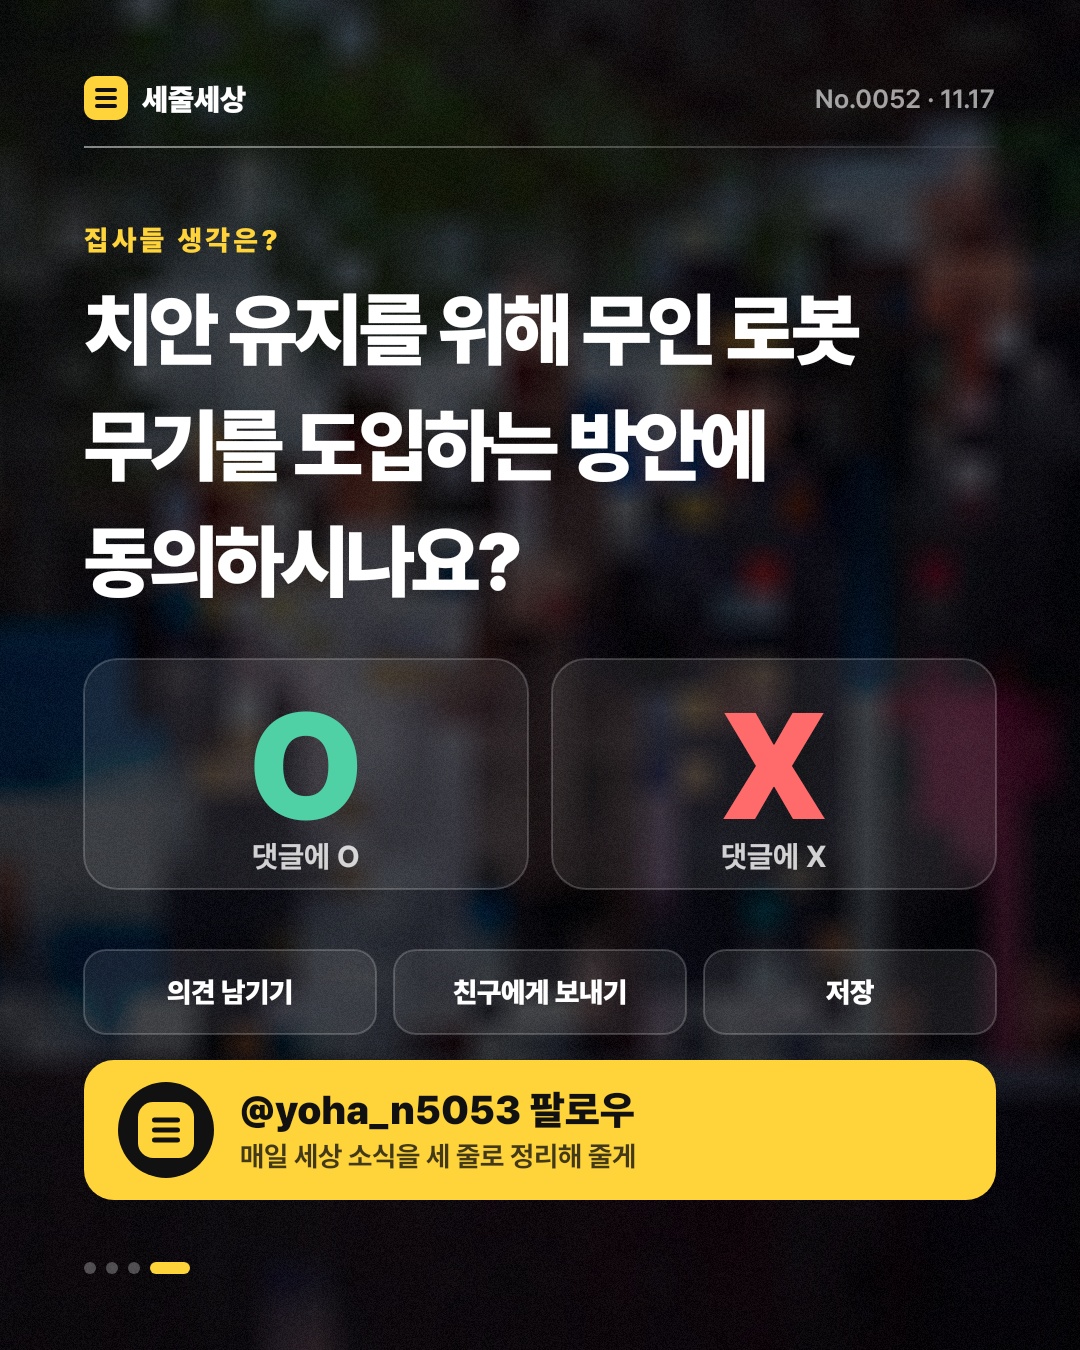 세줄세상
No.0052 · 11.17
집사들 생각은?
치안 유지를 위해 무인 로봇
무기를 도입하는 방안에
동의하시나요?
O
댓글에 O
X
댓글에 X
의견 남기기
친구에게 보내기
저장
@yoha_n5053 팔로우
매일 세상 소식을 세 줄로 정리해 줄게